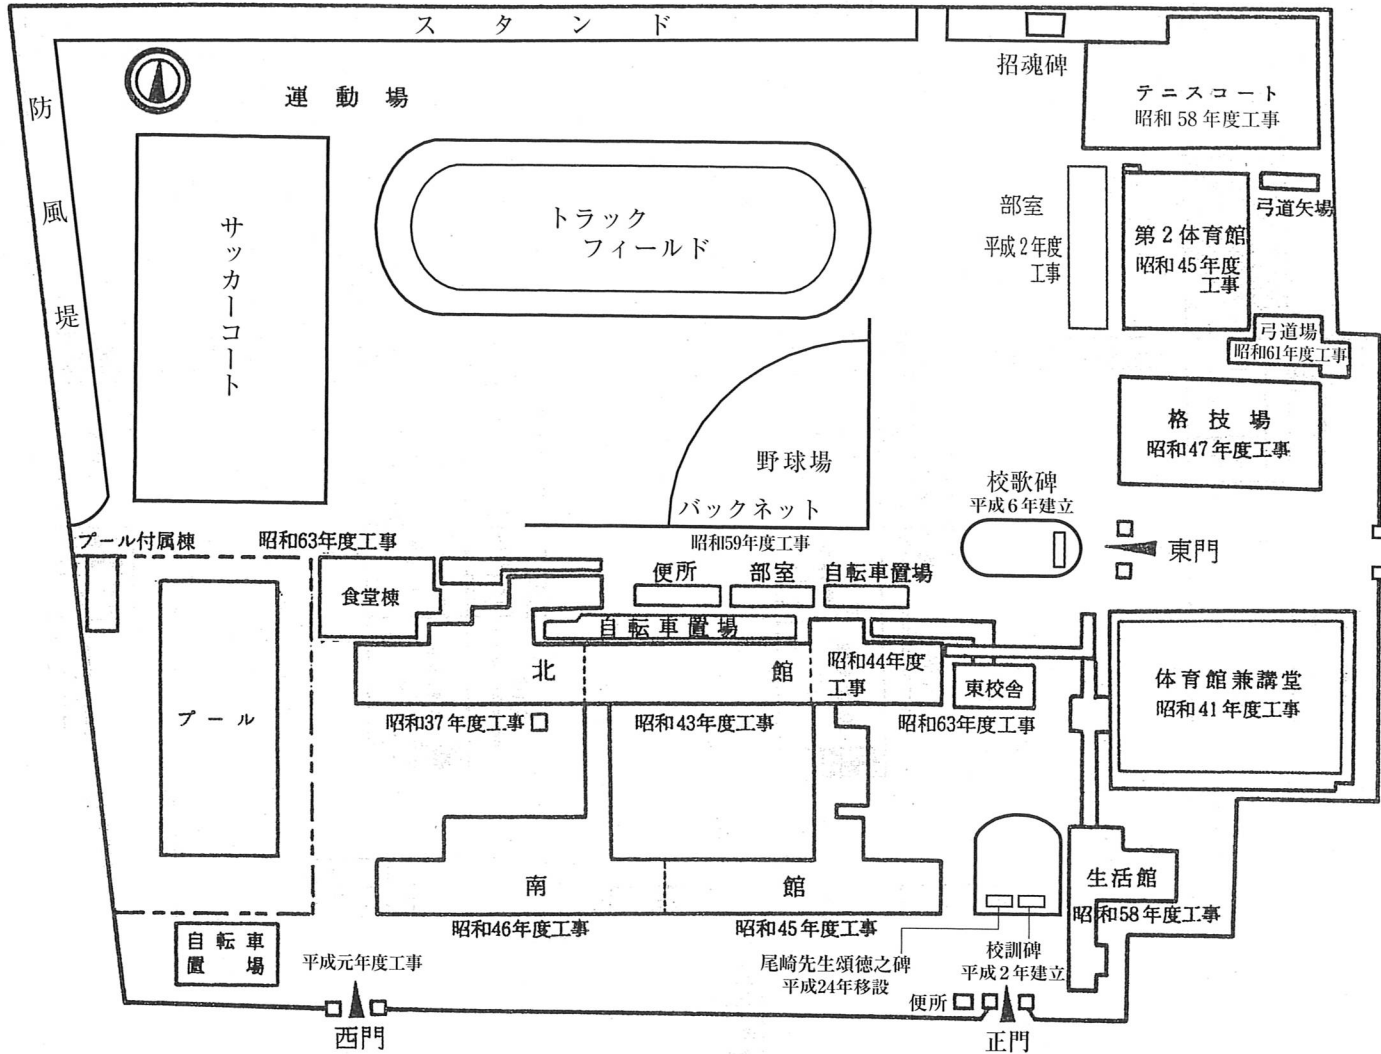 スタンド
招魂碑
テニスコート
昭和58年度工事
防風堤
運動場
サッカーコート
トラック
フィールド
部室
平成2年度
工事
第2体育館
昭和45年度
工事
弓道矢場
弓道場
昭和61年度工事
格技場
昭和47年度工事
野球場
バックネット
昭和59年度工事
校歌碑
平成6年建立
東門
プール付属棟
昭和63年度工事
食堂棟
便所
部室
自転車置場
自転車置場
北館
昭和44年度
工事
東校舎
体育館兼講堂
昭和41年度工事
プール
昭和37年度工事
昭和43年度工事
昭和63年度工事
南館
生活館
昭和58年度工事
昭和46年度工事
昭和45年度工事
自転車
置場
平成元年度工事
尾崎先生頌徳之碑
平成24年移設
校訓碑
平成2年建立
便所
西門
正門